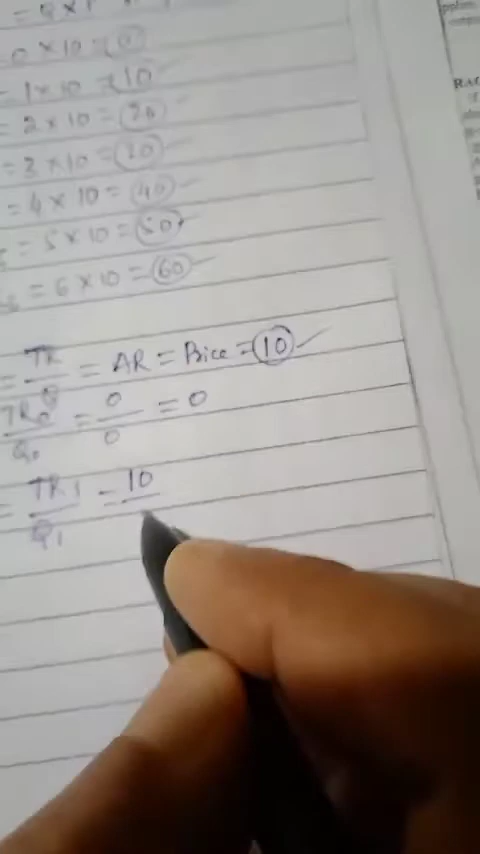 0 × 10 = 0
= 1 × 10 = 10
= 2 × 10 = 20
= 3 × 10 = 30
= 4 × 10 = 40
= 5 × 10 = 50
= 6 × 10 = 60
= TR/Q = AR = Price = 10
TR0/Q0 = 0/0 = 0
= TR1/Q1 = 10